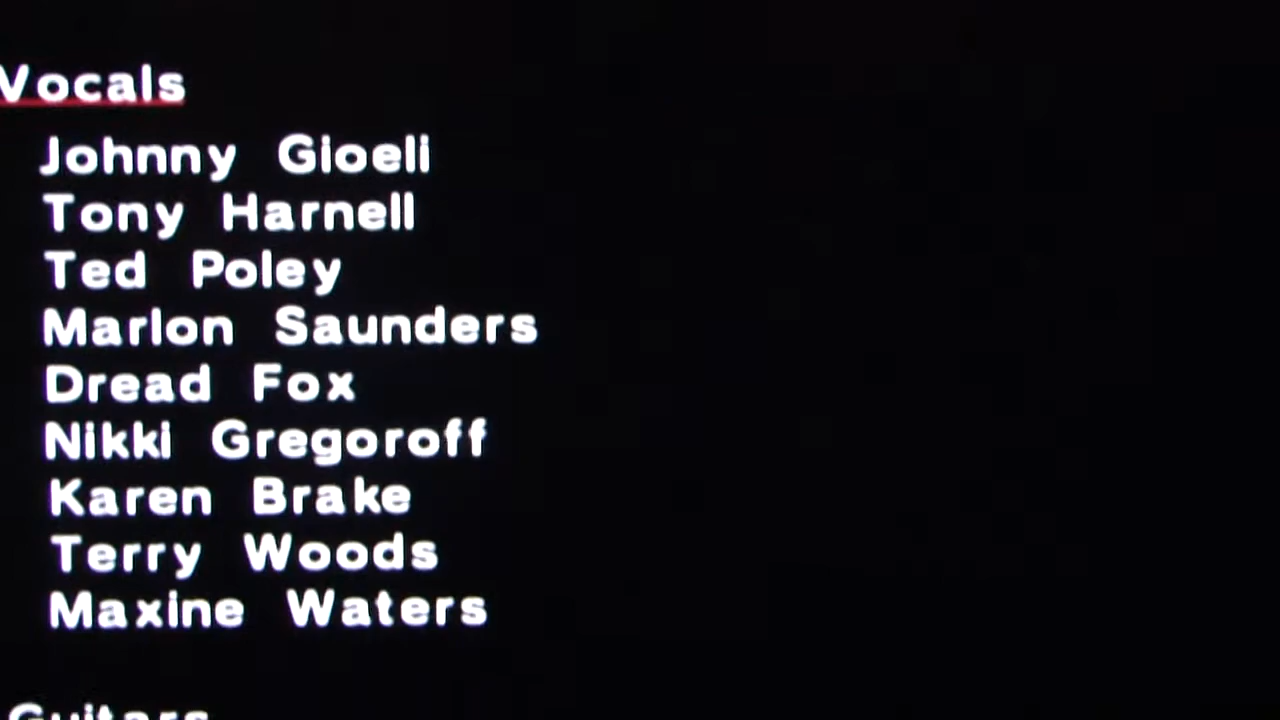 Vocals
Johnny Gioeli
Tony Harnell
Ted Poley
Marlon Saunders
Dread Fox
Nikki Gregoroff
Karen Brake
Terry Woods
Maxine Waters
Guitars